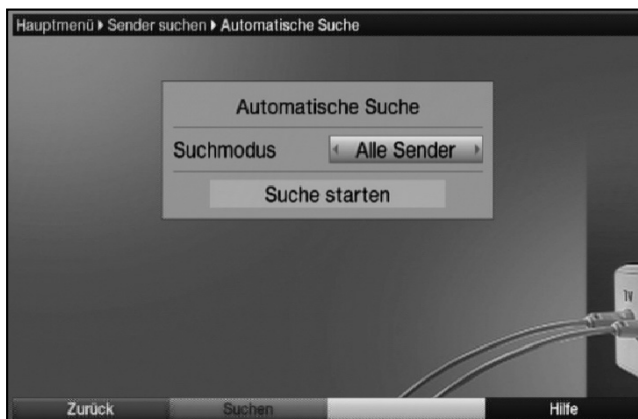 Hauptmenü ▸ Sender suchen ▸ Automatische Suche
Automatische Suche
Suchmodus Alle Sender
Suche starten
TV
Zurück Suchen Hilfe